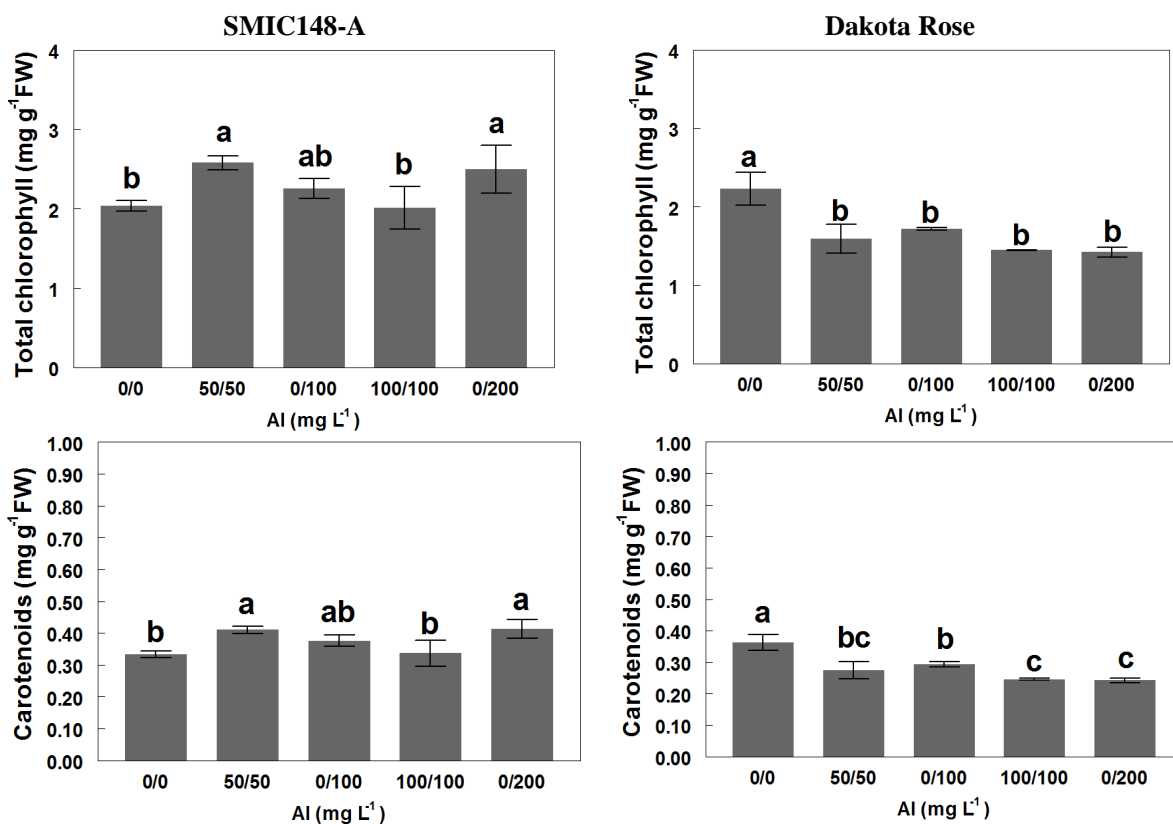 SMIC148-A
Total chlorophyll (mg g-1FW)
4
3
2
1
0
b
a
ab
b
a
0/0 50/50 0/100 100/100 0/200
Al (mg L-1)
Dakota Rose
Total chlorophyll (mg g-1FW)
4
3
2
1
0
a
b
b
b
b
0/0 50/50 0/100 100/100 0/200
Al (mg L-1)
Carotenoids (mg g-1FW)
1.00
0.90
0.80
0.70
0.60
0.50
0.40
0.30
0.20
0.10
0.00
b
a
ab
b
a
0/0 50/50 0/100 100/100 0/200
Al (mg L-1)
Carotenoids (mg g-1FW)
1.00
0.90
0.80
0.70
0.60
0.50
0.40
0.30
0.20
0.10
0.00
a
bc
b
c
c
0/0 50/50 0/100 100/100 0/200
Al (mg L-1)